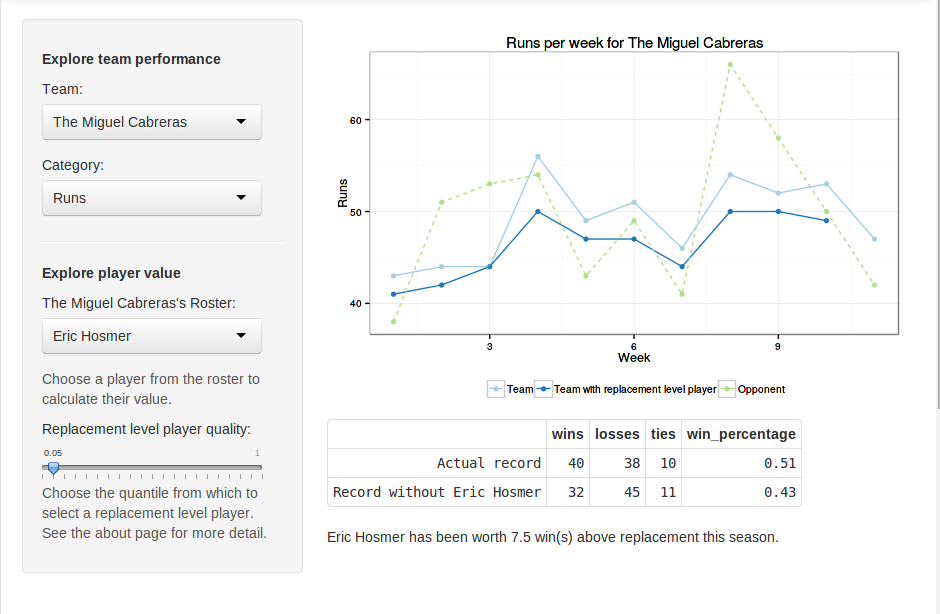 Explore team performance
Team:
The Miguel Cabreras
Category:
Runs
Explore player value
The Miguel Cabreras's Roster:
Eric Hosmer
Choose a player from the roster to
calculate their value.
Replacement level player quality:
0.05 1
Choose the quantile from which to
select a replacement level player.
See the about page for more detail.
Runs per week for The Miguel Cabreras
Runs
60
50
40
3 6 9
Week
Team Team with replacement level player Opponent
wins losses ties win_percentage
Actual record 40 38 10 0.51
Record without Eric Hosmer 32 45 11 0.43
Eric Hosmer has been worth 7.5 win(s) above replacement this season.